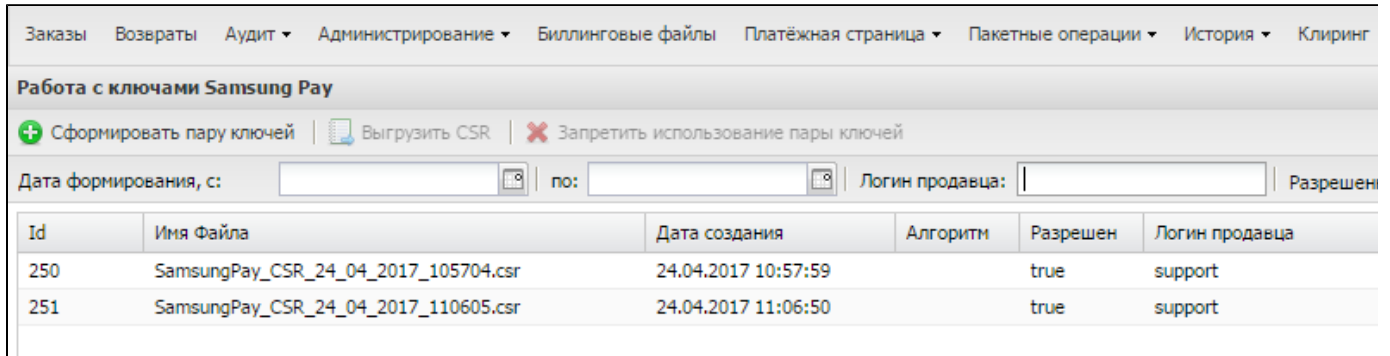 Заказы Возвраты Аудит Администрирование Биллинговые файлы Платёжная страница Пакетные операции История Клиринг
Работа с ключами Samsung Pay
Сформировать пару ключей Выгрузить CSR Запретить использование пары ключей
Дата формирования, с: по: Логин продавца: Разрешен
Id Имя Файла Дата создания Алгоритм Разрешен Логин продавца
250 SamsungPay_CSR_24_04_2017_105704.csr 24.04.2017 10:57:59 true support
251 SamsungPay_CSR_24_04_2017_110605.csr 24.04.2017 11:06:50 true support